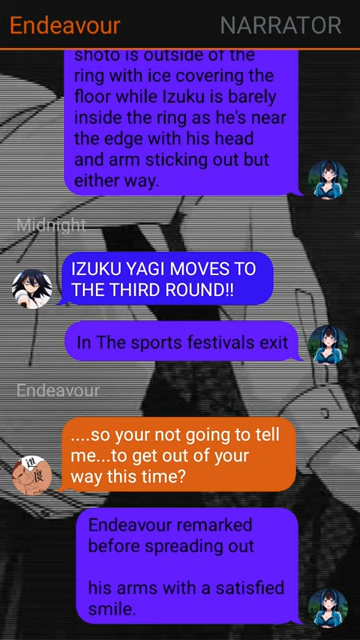 Endeavour
NARRATOR
shoto is outside of the
ring with ice covering the
floor while Izuku is barely
inside the ring as he's near
the edge with his head
and arm sticking out but
either way.
Midnight
IZUKU YAGI MOVES TO
THE THIRD ROUND!!
In The sports festivals exit
Endeavour
....so your not going to tell
me...to get out of your
way this time?
Endeavour remarked
before spreading out
his arms with a satisfied
smile.